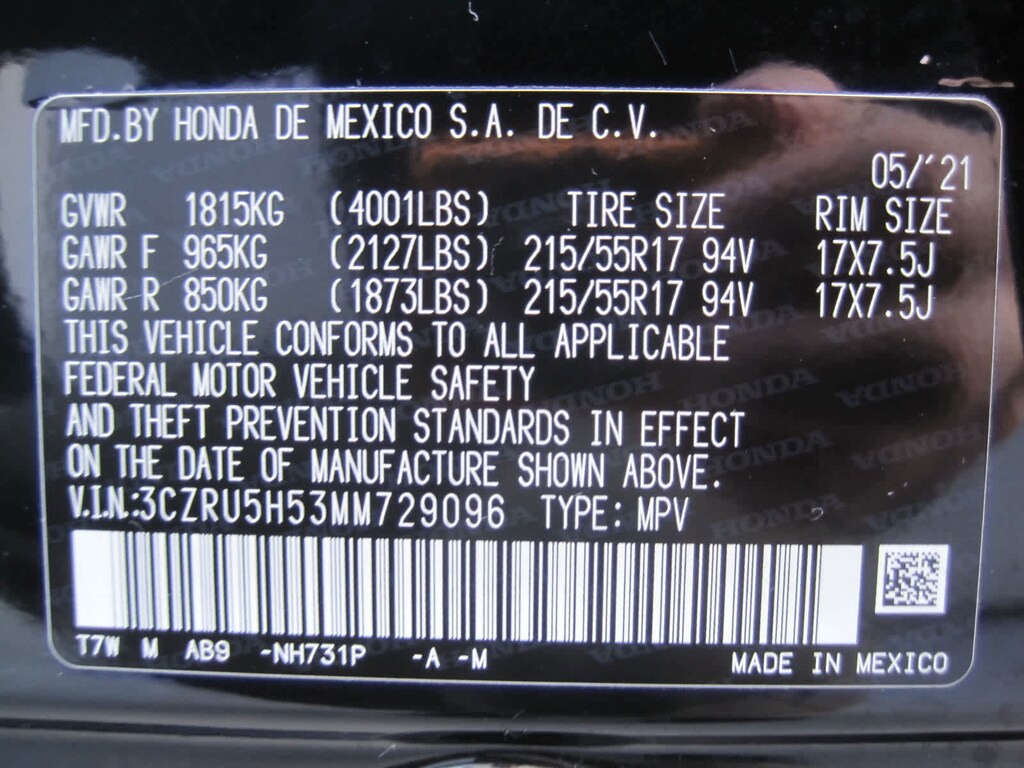 MFD.BY HONDA DE MEXICO S.A. DE C.V.
05/'21
GVWR 1815KG (4001LBS) TIRE SIZE RIM SIZE
GAWR F 965KG (2127LBS) 215/55R17 94V 17X7.5J
GAWR R 850KG (1873LBS) 215/55R17 94V 17X7.5J
THIS VEHICLE CONFORMS TO ALL APPLICABLE
FEDERAL MOTOR VEHICLE SAFETY
AND THEFT PREVENTION STANDARDS IN EFFECT
ON THE DATE OF MANUFACTURE SHOWN ABOVE.
V.I.N.:3CZRU5H53MM729096 TYPE: MPV
T7W M AB9 -NH731P -A -M MADE IN MEXICO